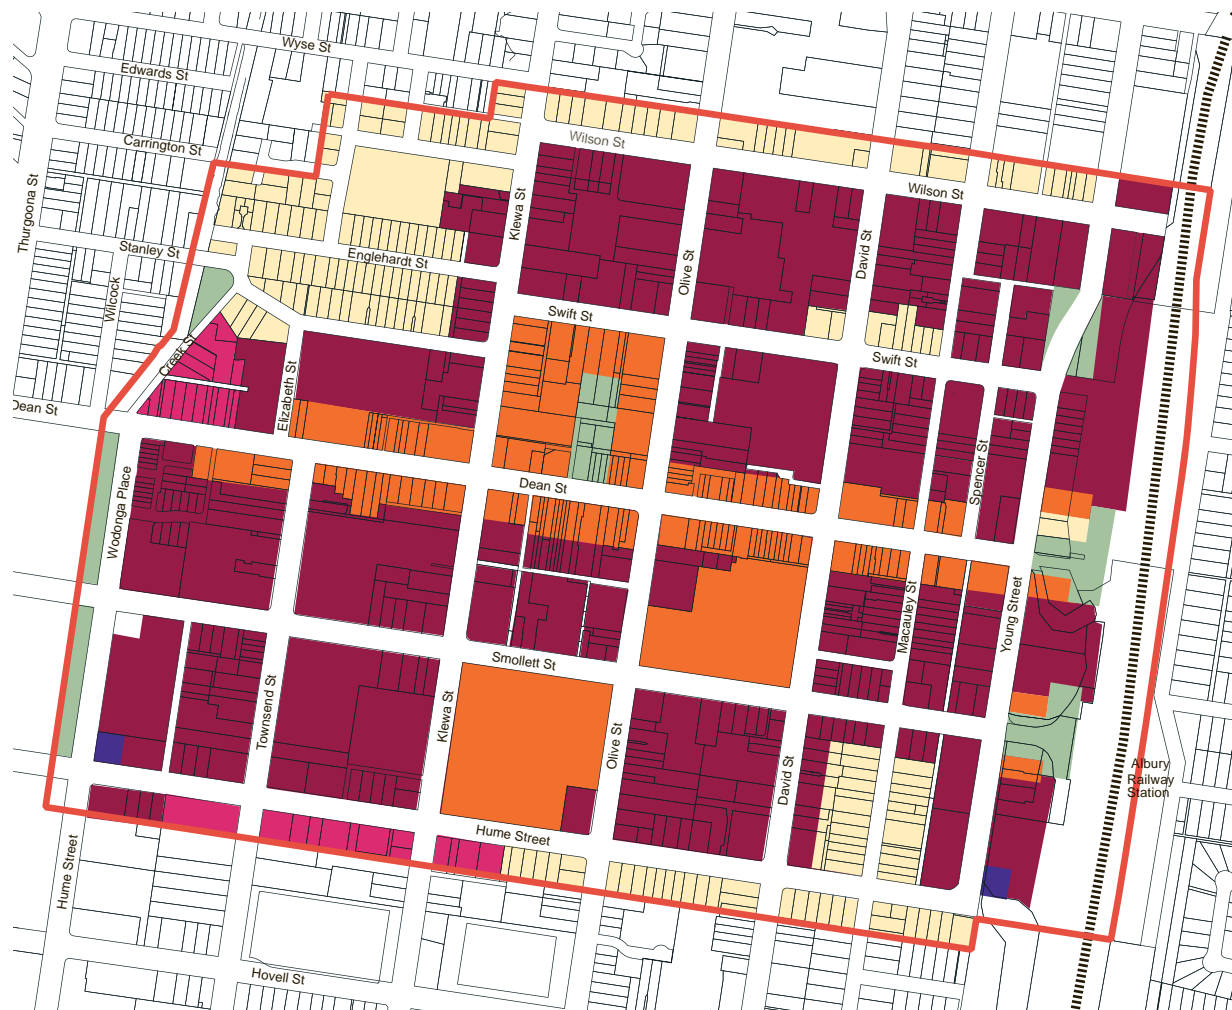 Wyse St
Edwards St
Carrington St
Wilson St
Thurgoona St
Wilson St
Kiewa St
Stanley St
Englehardt St
David St
Olive St
Wilcock
Swift St
Creek St
Swift St
Elizabeth St
Dean St
Spencer St
Dean St
Wodonga Place
Macauley St
Young Street
Smollett St
Townsend St
Kiewa St
Olive St
David St
Albury
Railway
Station
Hume Street
Hume Street
Hovell St